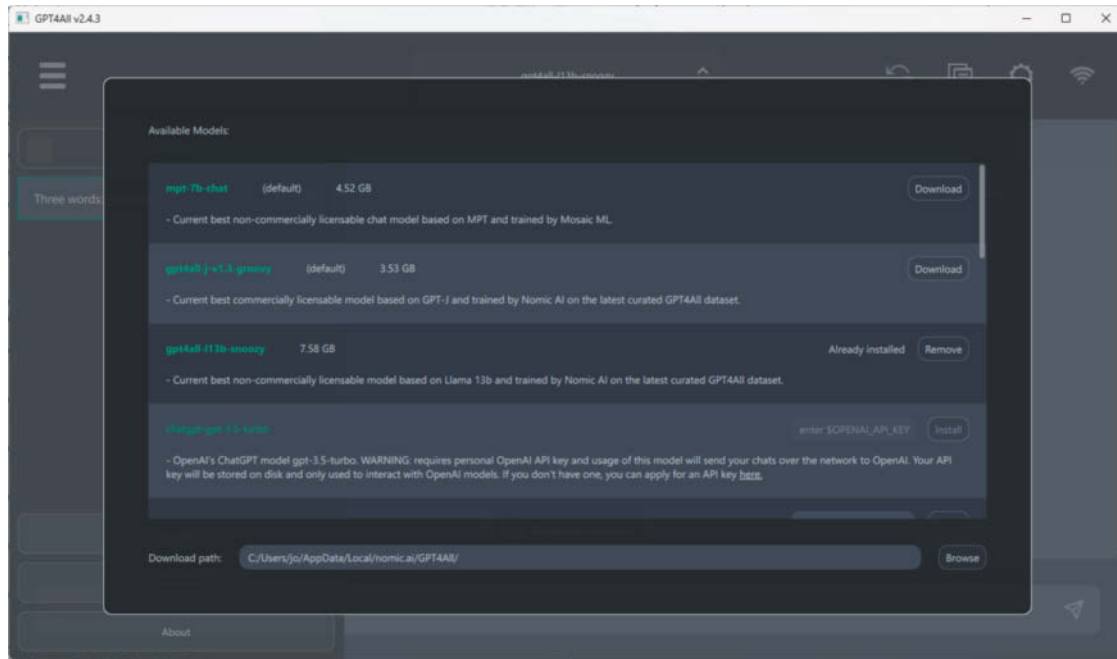 GPT4All v2.4.3
gpt4all-l13b-snoozy
Three words
Available Models:
mpt-7b-chat (default) 4.52 GB Download
- Current best non-commercially licensable chat model based on MPT and trained by Mosaic ML.
gpt4all-j-v1.3-groovy (default) 3.53 GB Download
- Current best commercially licensable model based on GPT-J and trained by Nomic AI on the latest curated GPT4All dataset.
gpt4all-l13b-snoozy 7.58 GB Already installed Remove
- Current best non-commercially licensable model based on Llama 13b and trained by Nomic AI on the latest curated GPT4All dataset.
chatgpt-gpt-3.5-turbo enter $OPENAI_API_KEY Install
- OpenAI's ChatGPT model gpt-3.5-turbo. WARNING: requires personal OpenAI API key and usage of this model will send your chats over the network to OpenAI. Your API
key will be stored on disk and only used to interact with OpenAI models. If you don't have one, you can apply for an API key here.
Download path: C:/Users/jo/AppData/Local/nomic.ai/GPT4All/ Browse
About